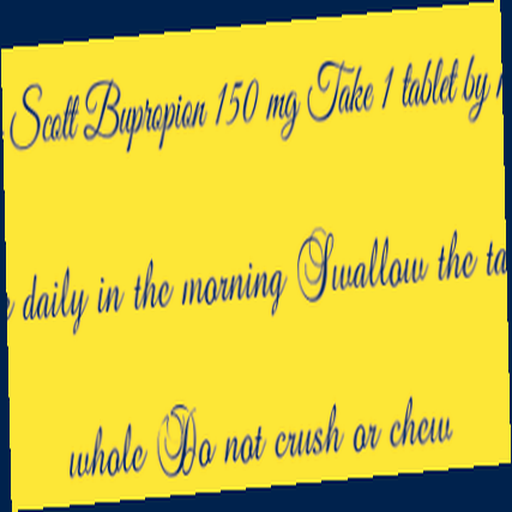 Scott Bupropion 150 mg Take 1 tablet by
daily in the morning Swallow the
whole Do not crush or chew